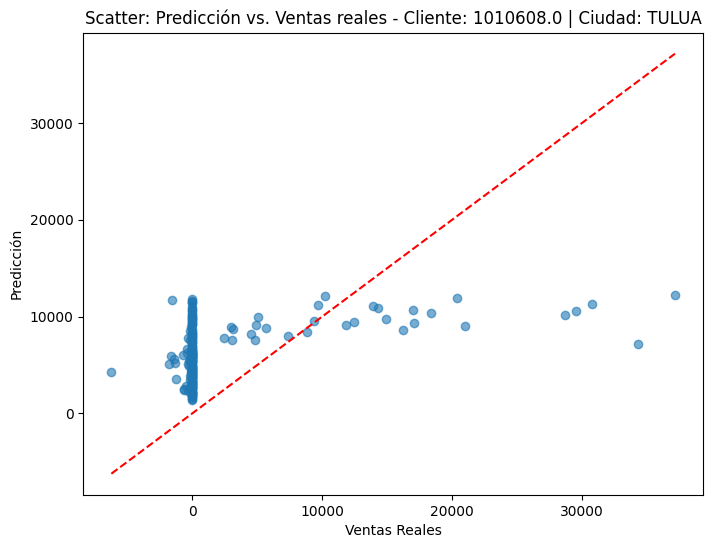 Scatter: Predicción vs. Ventas reales - Cliente: 1010608.0 | Ciudad: TULUA
30000
20000
10000
0
Predicción
0
10000
20000
30000
Ventas Reales